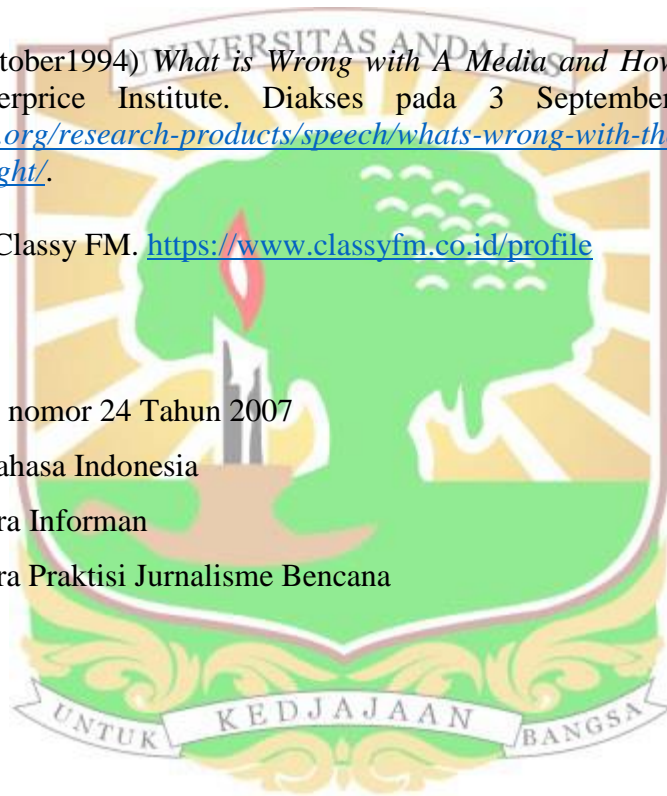 UNIVERSITAS ANDALAS
tober1994) What is Wrong with A Media and How
erprice Institute. Diakses pada 3 September
.org/research-products/speech/whats-wrong-with-th
ght/.
Classy FM. https://www.classyfm.co.id/profile
nomor 24 Tahun 2007
ahasa Indonesia
ra Informan
ra Praktisi Jurnalisme Bencana
UNTUK KEDJAJAAN BANGSA